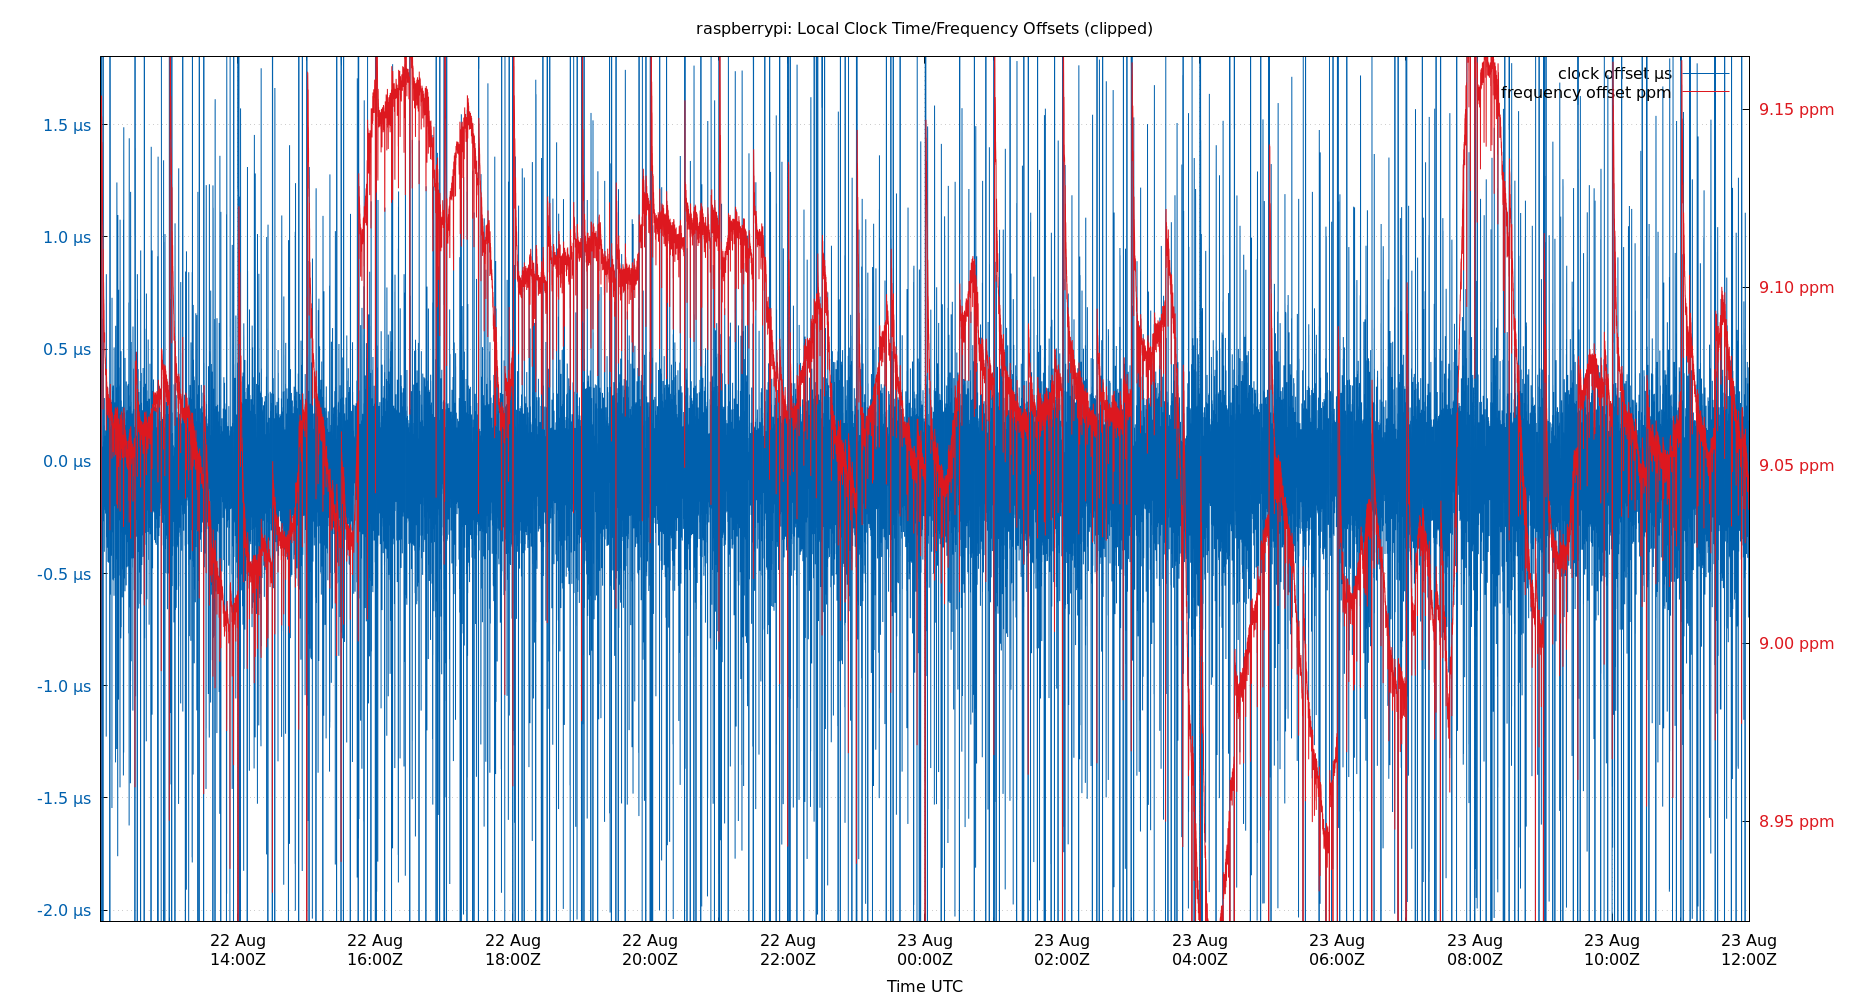 raspberrypi: Local Clock Time/Frequency Offsets (clipped)
clock offset µs
frequency offset ppm
1.5 µs
1.0 µs
0.5 µs
0.0 µs
-0.5 µs
-1.0 µs
-1.5 µs
-2.0 µs
9.15 ppm
9.10 ppm
9.05 ppm
9.00 ppm
8.95 ppm
22 Aug 22 Aug 22 Aug 22 Aug 22 Aug 23 Aug 23 Aug 23 Aug 23 Aug 23 Aug 23 Aug 23 Aug
14:00Z 16:00Z 18:00Z 20:00Z 22:00Z 00:00Z 02:00Z 04:00Z 06:00Z 08:00Z 10:00Z 12:00Z
Time UTC